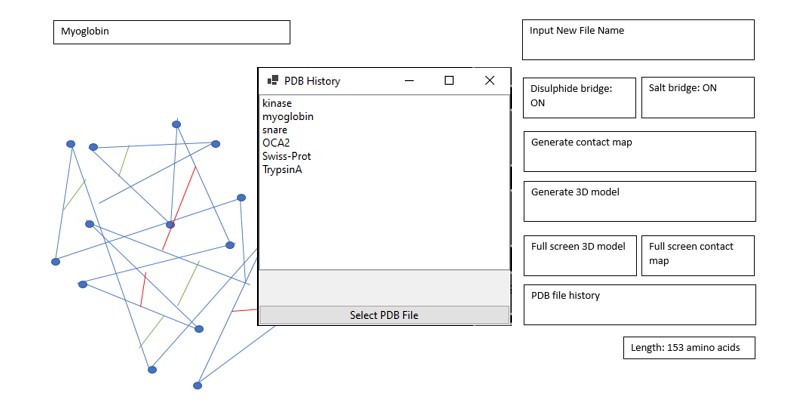 Myoglobin
Input New File Name
PDB History
Disulphide bridge:
ON
Salt bridge: ON
kinase
myoglobin
snare
OCA2
Swiss-Prot
TrypsinA
Generate contact map
Generate 3D model
Full screen 3D model
Full screen contact
map
PDB file history
Select PDB File
Length: 153 amino acids